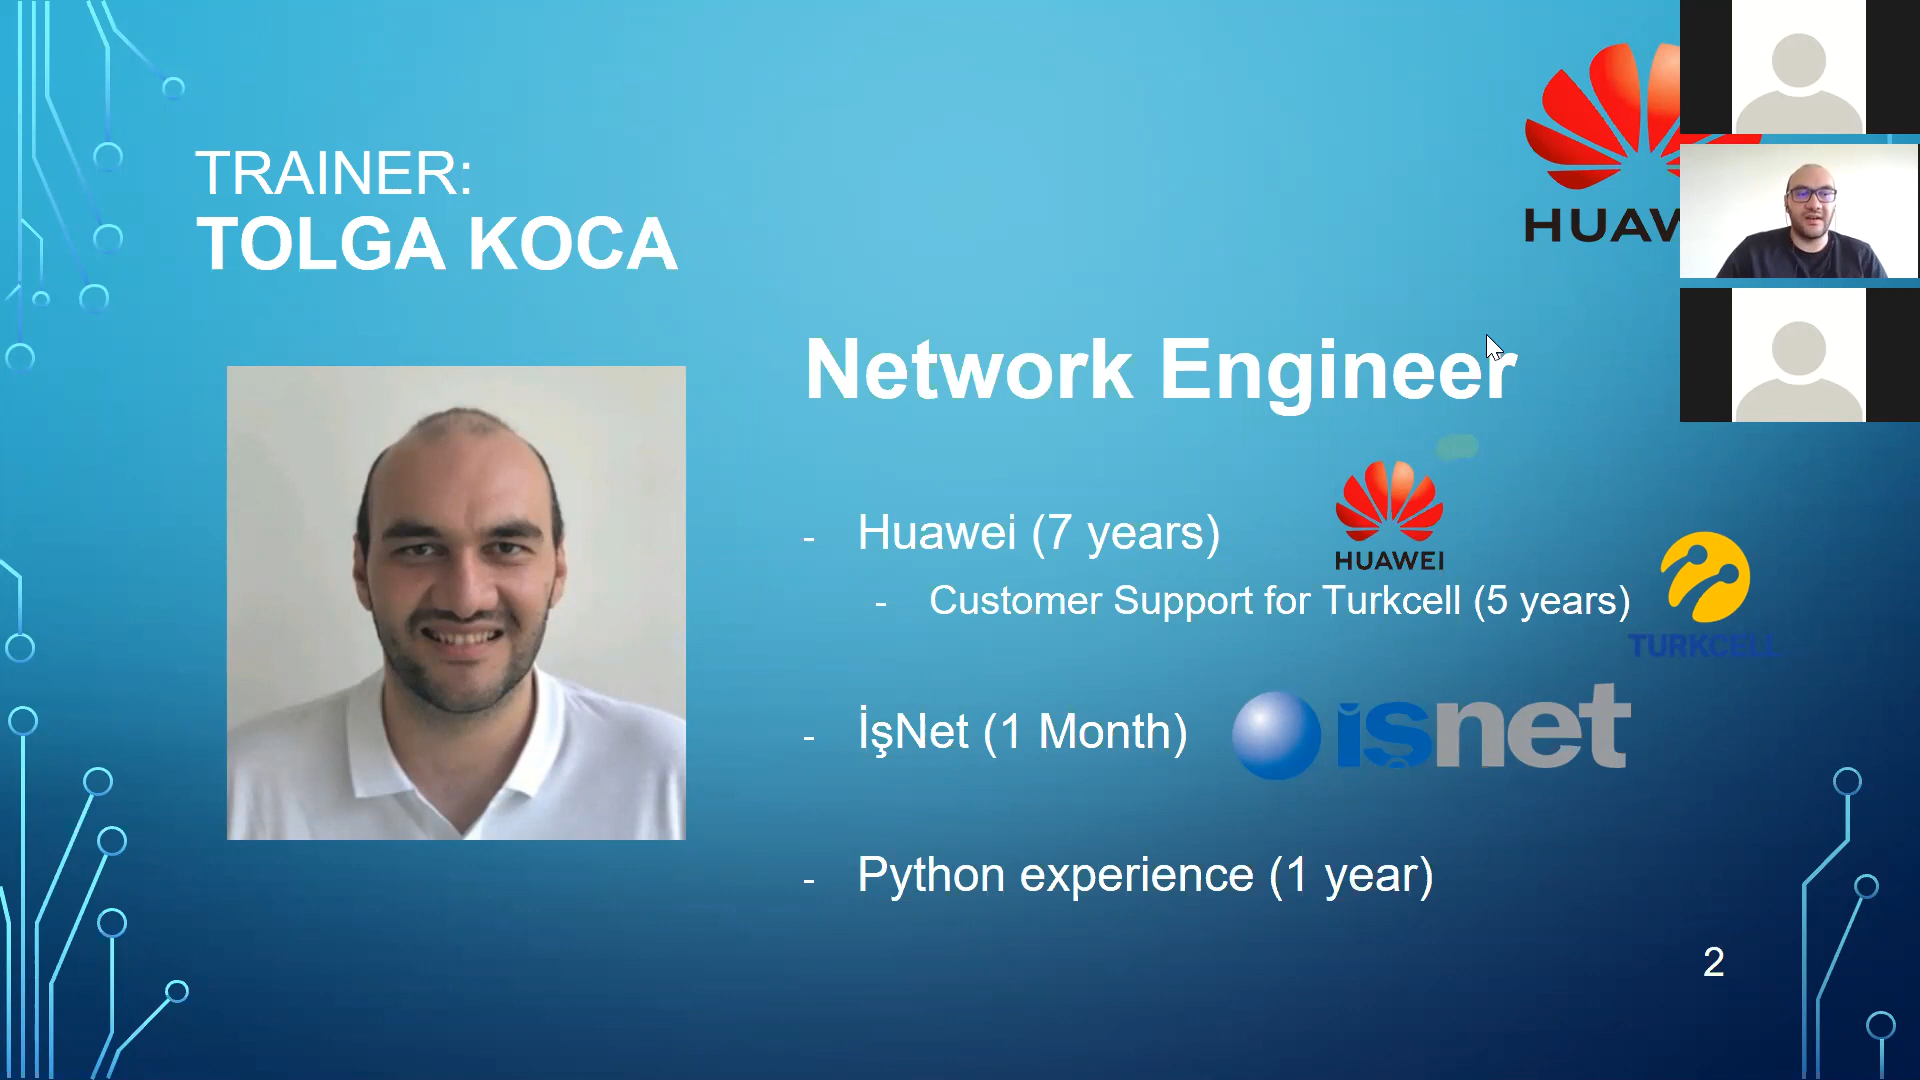 TRAINER:
TOLGA KOCA
HUAW
Network Engineer
- Huawei (7 years)
HUAWEI
- Customer Support for Turkcell (5 years)
TURKCELL
- İşNet (1 Month)
işnet
- Python experience (1 year)
2